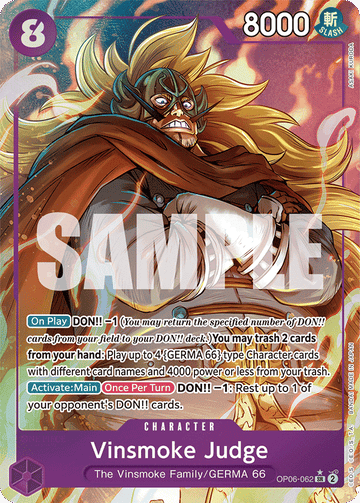 8
8000
斬
SLASH
SAMPLE
On Play DON!! −1 (You may return the specified number of DON!!
cards from your field to your DON!! deck.) You may trash 2 cards
from your hand: Play up to 4 {GERMA 66} type Character cards
with different card names and 4000 power or less from your trash.
Activate:Main Once Per Turn DON!! −1: Rest up to 1 of
your opponent's DON!! cards.
CHARACTER
Vinsmoke Judge
The Vinsmoke Family/GERMA 66
OP06-062 SR 2